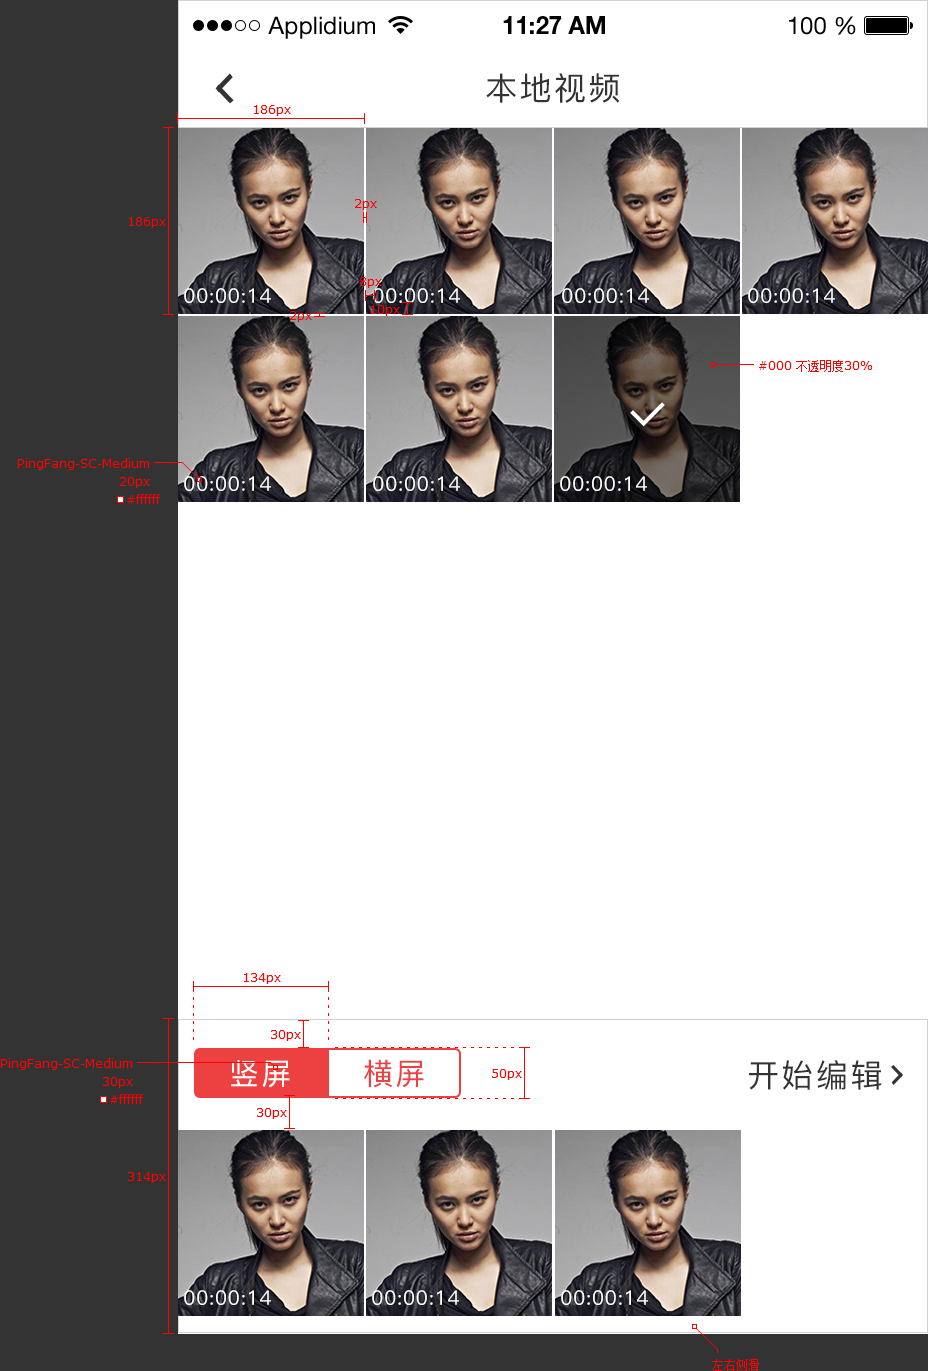 Applidium 11:27 AM 100 %
本地视频
186px
186px
2px
8px
00:00:14 00:00:14 00:00:14 00:00:14
10px
2px
#000 不透明度30%
PingFang-SC-Medium
20px
#ffffff
00:00:14 00:00:14 00:00:14
134px
30px
PingFang-SC-Medium
30px
#ffffff
竖屏 横屏
50px
开始编辑
30px
314px
00:00:14 00:00:14 00:00:14
左右侧滑